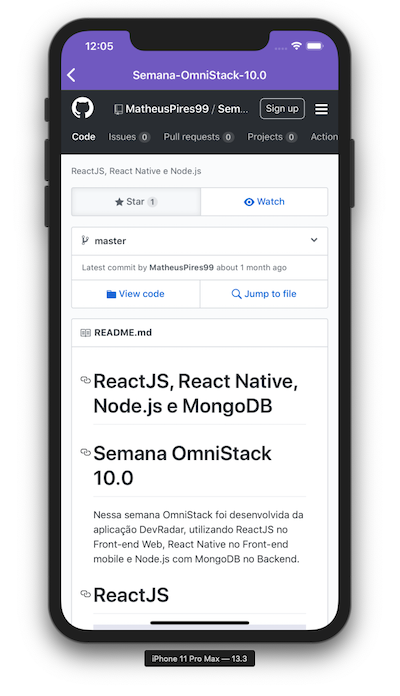 12:05
Semana-OmniStack-10.0
MatheusPires99 / Sem...
Sign up
Code Issues 0 Pull requests 0 Projects 0 Action
ReactJS, React Native e Node.js
Star 1
Watch
master
Latest commit by MatheusPires99 about 1 month ago
View code
Jump to file
README.md
ReactJS, React Native,
Node.js e MongoDB
Semana OmniStack
10.0
Nessa semana OmniStack foi desenvolvida da
aplicação DevRadar, utilizando ReactJS no
Front-end Web, React Native no Front-end
mobile e Node.js com MongoDB no Backend.
ReactJS
iPhone 11 Pro Max — 13.3